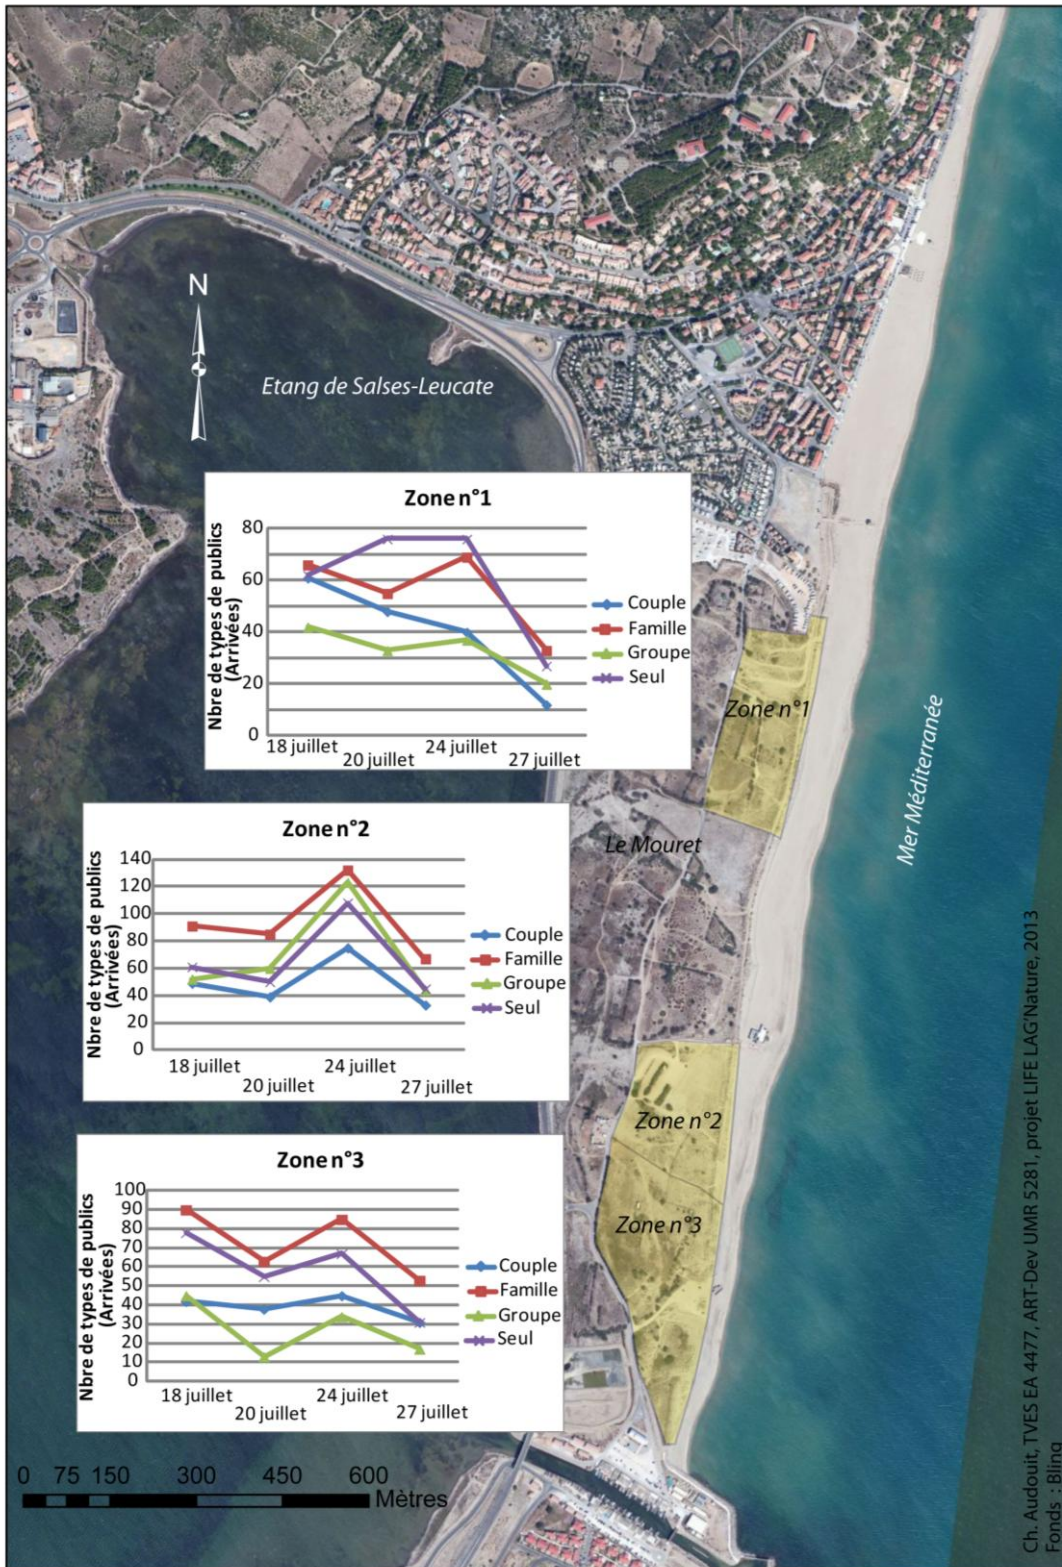 N
Etang de Salses-Leucate
Zone n°1
Nbre de types de publics
(Arrivées)
80
60
40
20
0
18 juillet
20 juillet
24 juillet
27 juillet
Couple
Famille
Groupe
Seul
Zone n°1
Mer Méditerranée
Le Mouret
Zone n°2
Nbre de types de publics
(Arrivées)
140
120
100
80
60
40
20
0
18 juillet
20 juillet
24 juillet
27 juillet
Couple
Famille
Groupe
Seul
Zone n°2
Zone n°3
Zone n°3
Nbre de types de publics
(Arrivées)
100
90
80
70
60
50
40
30
20
10
0
18 juillet
20 juillet
24 juillet
27 juillet
Couple
Famille
Groupe
Seul
0 75 150 300 450 600
Mètres
Ch. Audouit, TVES EA 4477, ART-Dev UMR 5281, projet LIFE LAG'Nature, 2013
Fonds : Bling